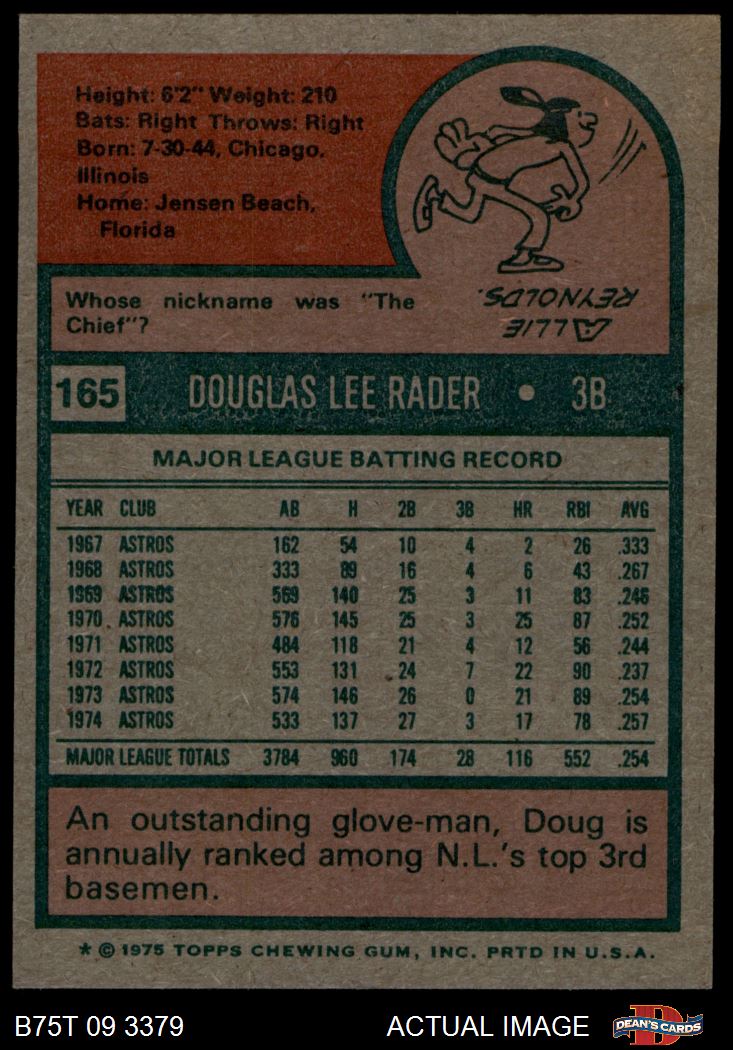 Height: 6'2" Weight: 210
Bats: Right Throws: Right
Born: 7-30-44, Chicago,
Illinois
Home: Jensen Beach,
Florida
Whose nickname was "The
Chief"?
ALLIE
REYNOLDS.
165 DOUGLAS LEE RADER • 3B
MAJOR LEAGUE BATTING RECORD
YEAR CLUB AB H 2B 3B HR RBI AVG
1967 ASTROS 162 54 10 4 2 26 .333
1968 ASTROS 333 89 16 4 6 43 .267
1969 ASTROS 569 140 25 3 11 83 .246
1970 ASTROS 576 145 25 3 25 87 .252
1971 ASTROS 484 118 21 4 12 56 .244
1972 ASTROS 553 131 24 7 22 90 .237
1973 ASTROS 574 146 26 0 21 89 .254
1974 ASTROS 533 137 27 3 17 78 .257
MAJOR LEAGUE TOTALS 3784 960 174 28 116 552 .254
An outstanding glove-man, Doug is
annually ranked among N.L.'s top 3rd
basemen.
* © 1975 TOPPS CHEWING GUM, INC. PRTD IN U.S.A.
B75T 09 3379 ACTUAL IMAGE D DEAN'S CARDS